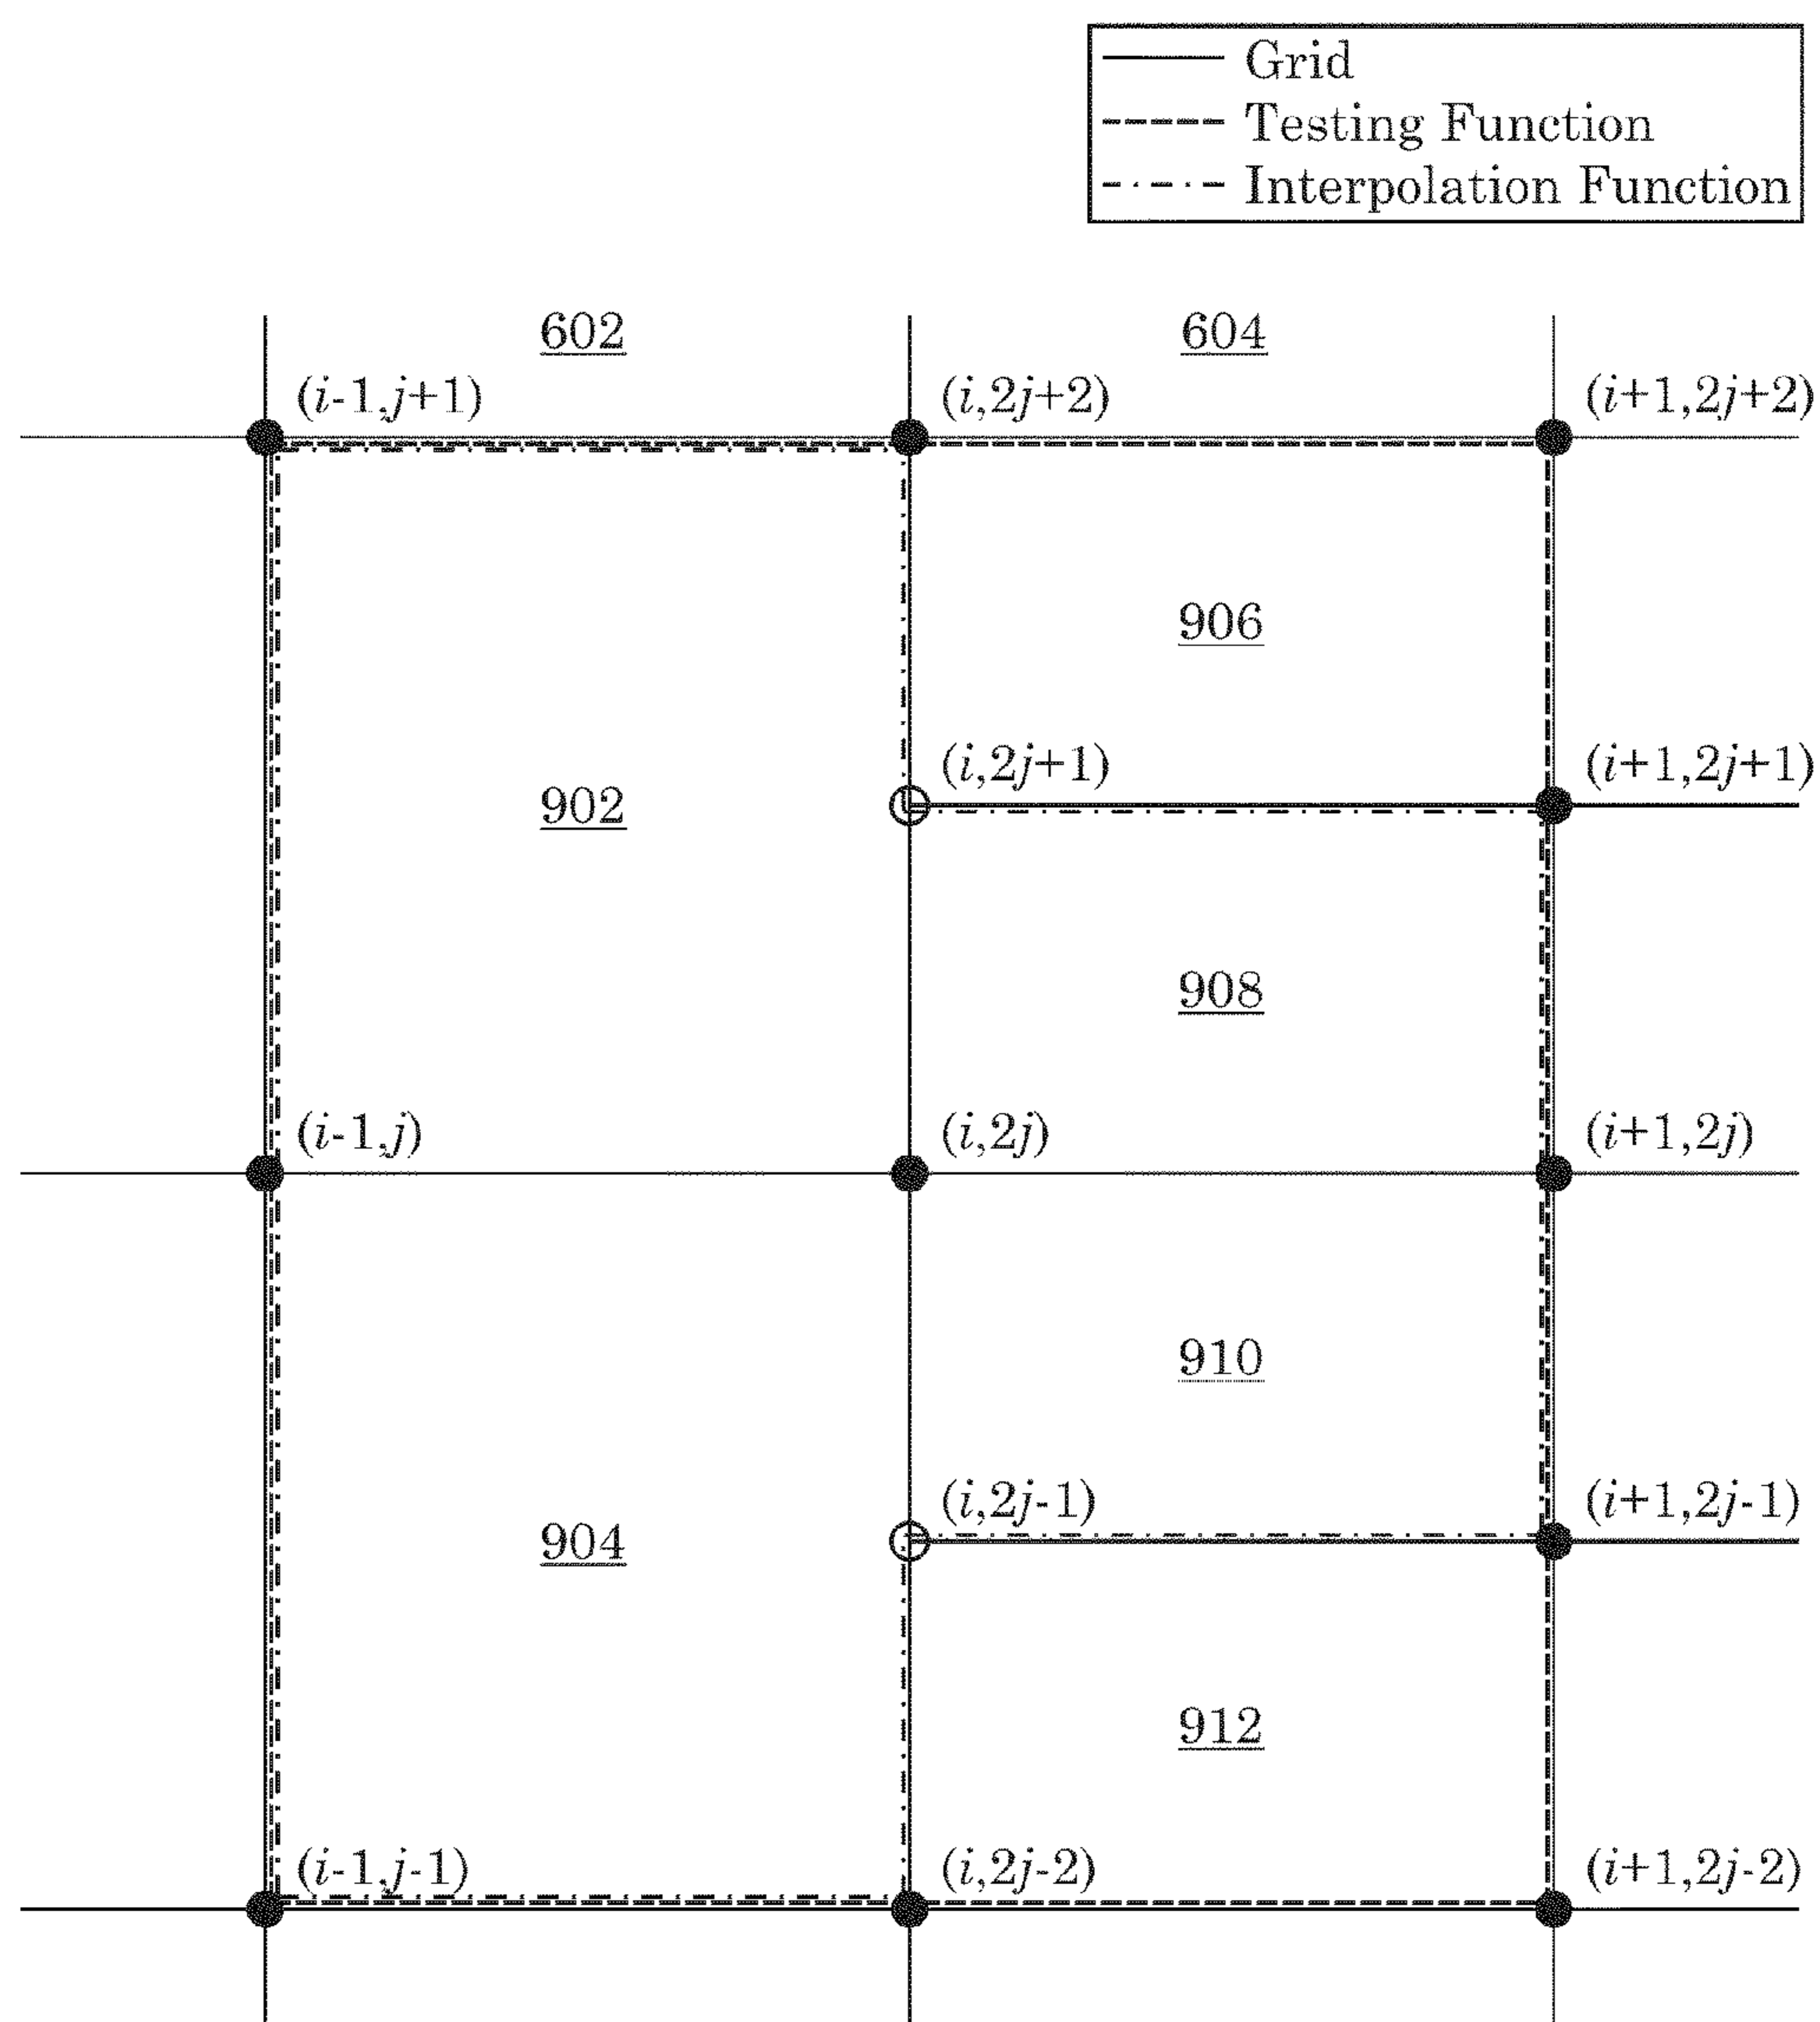 Grid
Testing Function
Interpolation Function
602 604
(i-1,j+1) (i,2j+2) (i+1,2j+2)
906
(i,2j+1) (i+1,2j+1)
902
908
(i-1,j) (i,2j) (i+1,2j)
910
(i,2j-1) (i+1,2j-1)
904
912
(i-1,j-1) (i,2j-2) (i+1,2j-2)